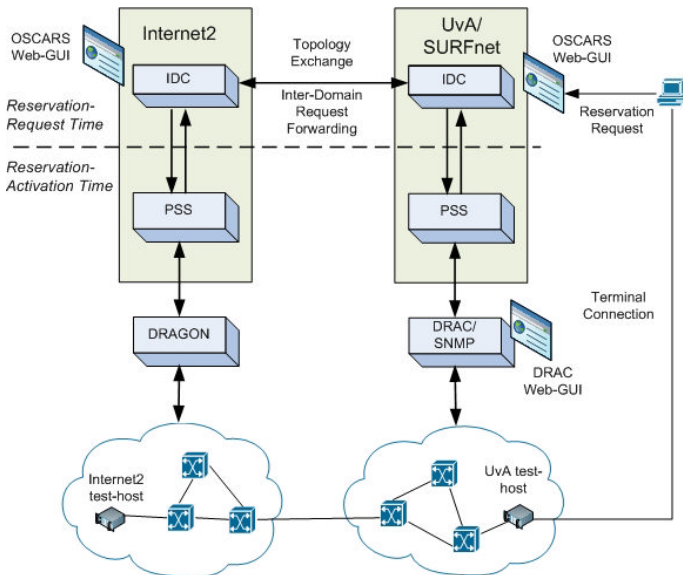 OSCARS
Web-GUI
Internet2
IDC
Topology
Exchange
Inter-Domain
Request
Forwarding
UvA/
SURFnet
IDC
OSCARS
Web-GUI
Reservation
Request
Reservation-
Request Time
Reservation-
Activation Time
PSS
PSS
DRAGON
DRAC/
SNMP
DRAC
Web-GUI
Terminal
Connection
Internet2
test-host
UvA test-
host